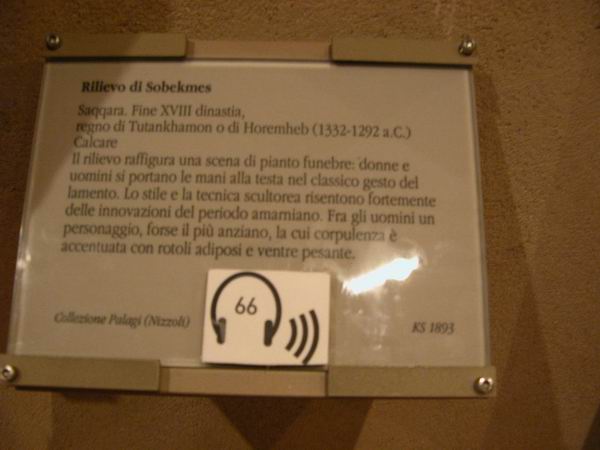 Rilievo di Sobekmes
Saqqara. Fine XVIII dinastia,
regno di Tutankhamon o di Horemheb (1332-1292 a.C.)
Calcare
Il rilievo raffigura una scena di pianto funebre: donne e
uomini si portano le mani alla testa nel classico gesto del
lamento. Lo stile e la tecnica scultorea risentono fortemente
delle innovazioni del periodo amarniano. Fra gli uomini un
personaggio, forse il più anziano, la cui corpulenza è
accentuata con rotoli adiposi e ventre pesante.
66
Collezione Palagi (Nizzoli)
KS 1893